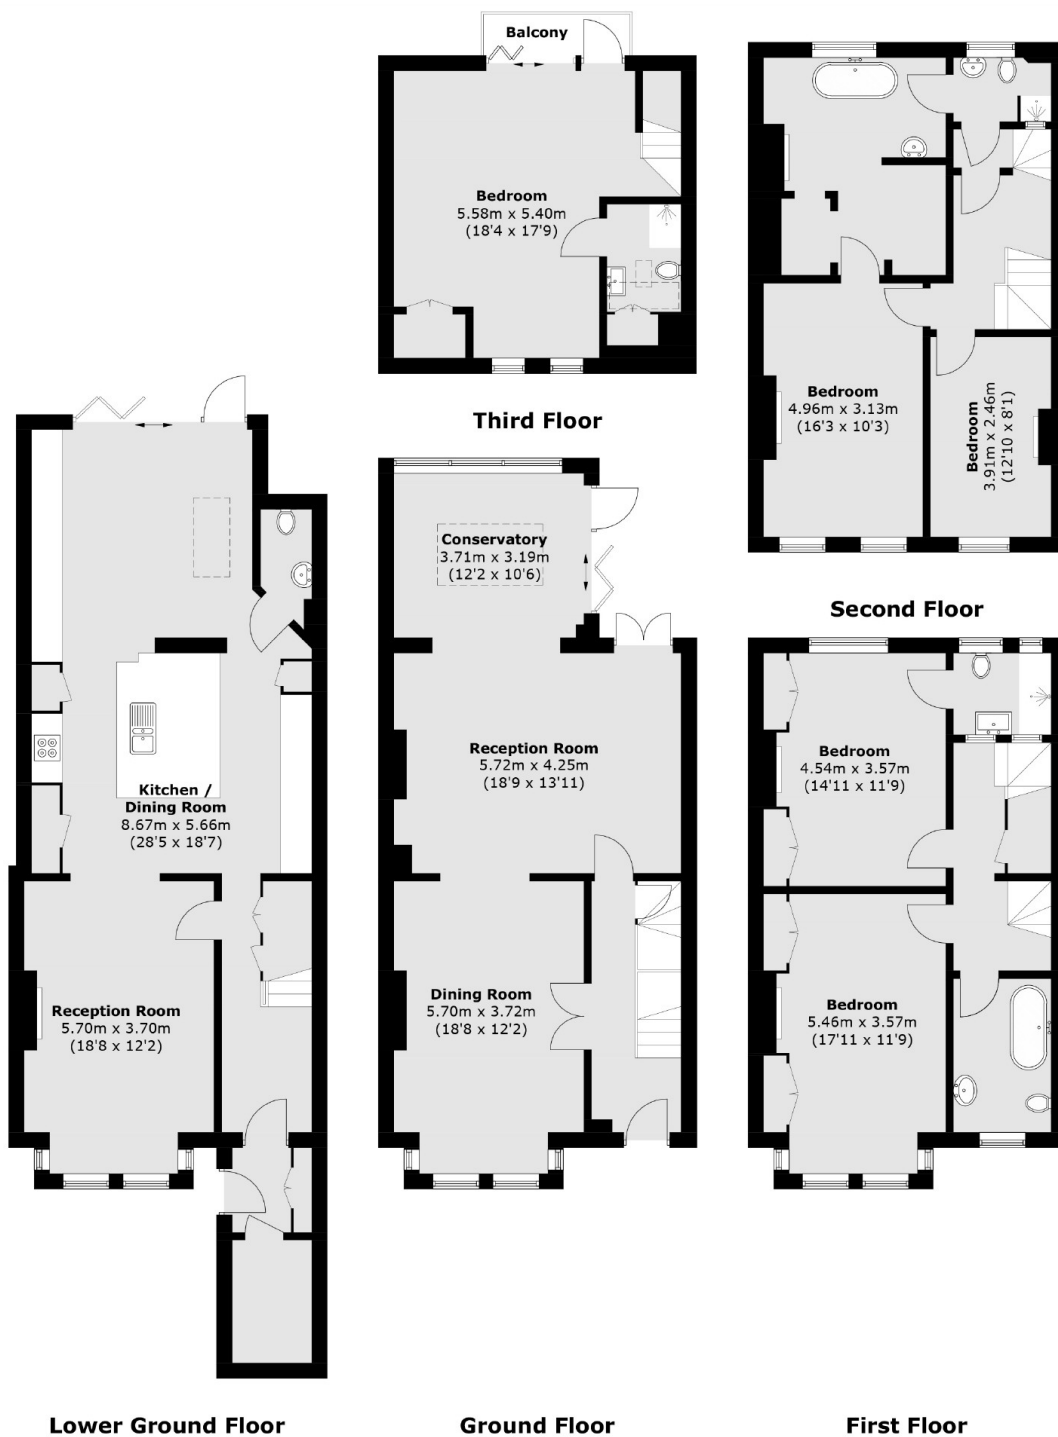 Balcony
Bedroom
5.58m x 5.40m
(18'4 x 17'9)
Third Floor
Bedroom
4.96m x 3.13m
(16'3 x 10'3)
Bedroom
3.91m x 2.46m
(12'10 x 8'1)
Second Floor
Kitchen /
Dining Room
8.67m x 5.66m
(28'5 x 18'7)
Reception Room
5.70m x 3.70m
(18'8 x 12'2)
Lower Ground Floor
Conservatory
3.71m x 3.19m
(12'2 x 10'6)
Reception Room
5.72m x 4.25m
(18'9 x 13'11)
Dining Room
5.70m x 3.72m
(18'8 x 12'2)
Ground Floor
Bedroom
4.54m x 3.57m
(14'11 x 11'9)
Bedroom
5.46m x 3.57m
(17'11 x 11'9)
First Floor